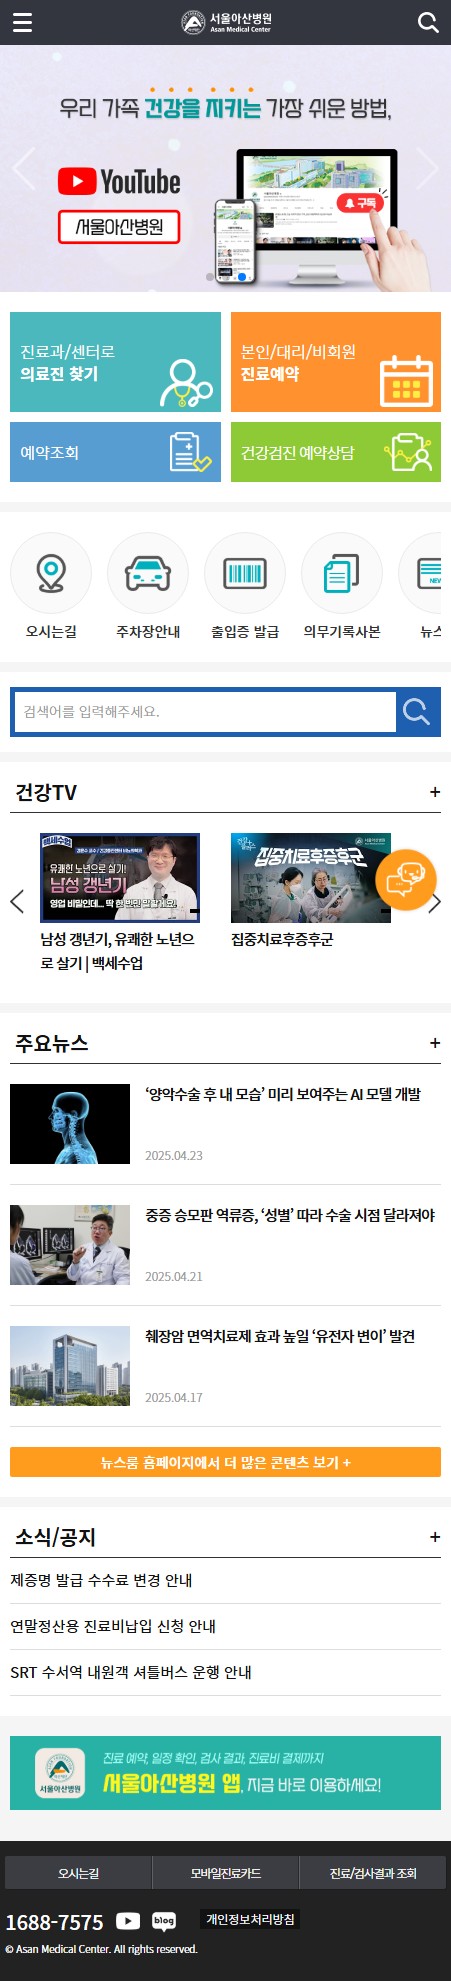 서울아산병원
Asan Medical Center
우리 가족 건강을 지키는 가장 쉬운 방법,
YouTube
구독
서울아산병원
진료과/센터로
의료진 찾기
본인/대리/비회원
진료예약
예약조회
건강검진 예약상담
오시는길
주차장안내
출입증 발급
의무기록사본
뉴스
NEW
검색어를 입력해주세요.
건강TV
+
백세수업
유쾌한 노년으로 살기!
남성 갱년기
영업 비밀인데... 딱 한 번만 말할게요.
서울아산병원
집중치료후증후군
남성 갱년기, 유쾌한 노년으
로 살기 | 백세수업
집중치료후증후군
주요뉴스
+
‘양악수술 후 내 모습’ 미리 보여주는 AI 모델 개발
2025.04.23
중증 승모판 역류증, ‘성별’ 따라 수술 시점 달라져야
2025.04.21
췌장암 면역치료제 효과 높일 ‘유전자 변이’ 발견
2025.04.17
뉴스룸 홈페이지에서 더 많은 콘텐츠 보기 +
소식/공지
+
제증명 발급 수수료 변경 안내
연말정산용 진료비납입 신청 안내
SRT 수서역 내원객 셔틀버스 운행 안내
진료 예약, 일정 확인, 검사 결과, 진료비 결제까지
서울아산병원 앱, 지금 바로 이용하세요!
서울아산병원
오시는길
모바일진료카드
진료/검사결과 조회
1688-7575
blog
개인정보처리방침
© Asan Medical Center. All rights reserved.